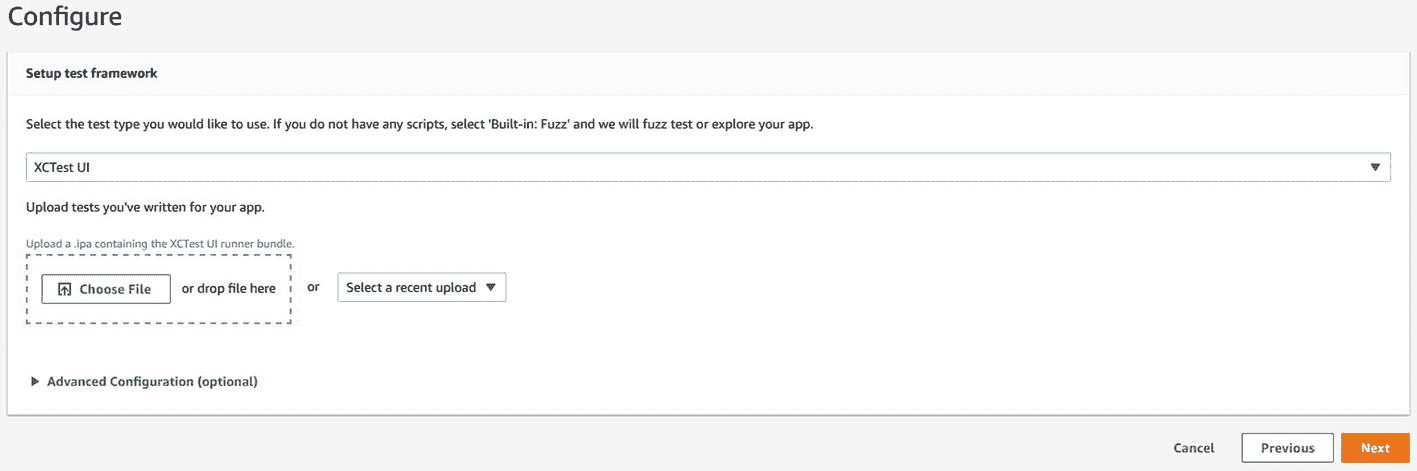 Configure
Setup test framework
Select the test type you would like to use. If you do not have any scripts, select 'Built-in: Fuzz' and we will fuzz test or explore your app.
XCTest UI
Upload tests you've written for your app.
Upload a .ipa containing the XCTest UI runner bundle.
Choose File or drop file here or Select a recent upload
Advanced Configuration (optional)
Cancel Previous Next